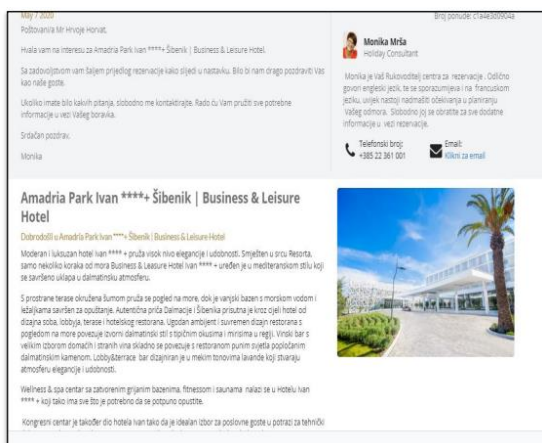 May 7 2020
Broj ponude: c1a4e3d0904a
Poštovani/a Mr Hrvoje Horvat,
Hvala vam na interesu za Amadria Park Ivan ****+ Šibenik | Business & Leisure Hotel.
Sa zadovoljstvom vam šaljem prijedlog rezervacije kako slijedi u nastavku. Bilo bi nam drago pozdraviti Vas
kao naše goste.
Ukoliko imate bilo kakvih pitanja, slobodno me kontaktirajte. Rado ću Vam pružit sve potrebne
informacije u vezi Vašeg boravka.
Srdačan pozdrav,
Monika
Monika Mrša
Holiday Consultant
Monika je Vaš Rukovoditelj centra za rezervacije . Odlično
govori engleski jezik, te se sporazumijeva i na francuskom
jeziku, uvijek nastoji nadmašiti očekivanja u planiranju
Vašeg odmora. Slobodno joj se obratite za sve dodatne
informacije u vezi rezervacije.
Telefonski broj:
+385 22 361 001
Email:
Klikni za email
Amadria Park Ivan ****+ Šibenik | Business & Leisure
Hotel
Dobrodošli u Amadria Park Ivan ****+ Šibenik | Business & Leisure Hotel
Moderan i luksuzan hotel Ivan **** + pruža visok nivo elegancije i udobnosti. Smješten u srcu Resorta,
samo nekoliko koraka od mora Business & Leasure Hotel Ivan **** + uređen je u mediteranskom stilu koji
se savršeno uklapa u dalmatinsku atmosferu.
S prostrane terase okružena šumom pruža se pogled na more, dok je vanjski bazen s morskom vodom i
ležaljkama savršen za opuštanje. Autentična priča Dalmacije i Šibenika prisutna je kroz cijeli hotel od
dizajna soba, lobbyja, terase i hotelskog restorana. Ugodan ambijent i suvremen dizajn restorana s
pogledom na more povezuje izvorni dalmatinski stil s tipičnim okusima i mirisima u regiji. Vinski bar s
velikim izborom domaćih i stranih vina skladno se povezuje s restoranom punim svjetla popločanim
dalmatinskim kamenom. Lobby&terrace bar dizajniran je u mekim tonovima lavande koji stvaraju
atmosferu elegancije i udobnosti.
Wellness & spa centar sa zatvorenim grijanim bazenima, fitnessom i saunama nalazi se u Hotelu Ivan
**** + koji tako ima sve što je potrebno da se potpuno opustite.
Kongresni centar je također dio hotela Ivan tako da je idealan izbor za poslovne goste u potrazi za tehnički